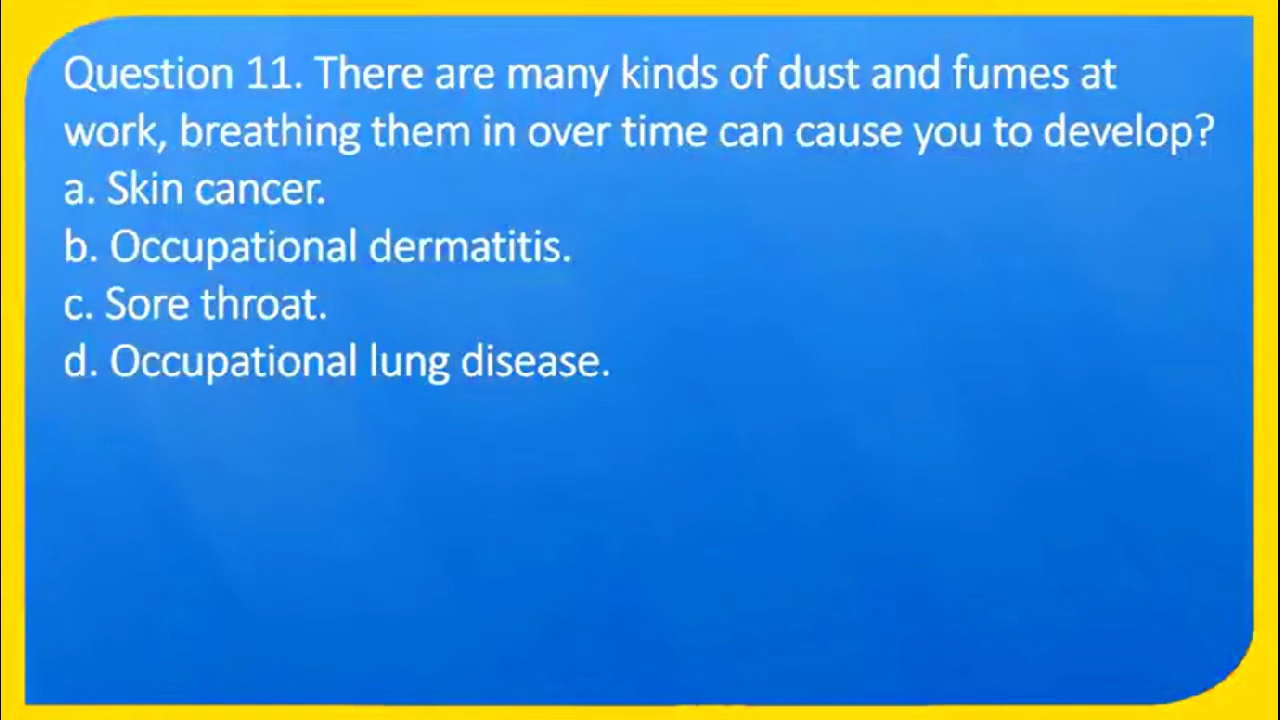 Question 11. There are many kinds of dust and fumes at
work, breathing them in over time can cause you to develop?
a. Skin cancer.
b. Occupational dermatitis.
c. Sore throat.
d. Occupational lung disease.